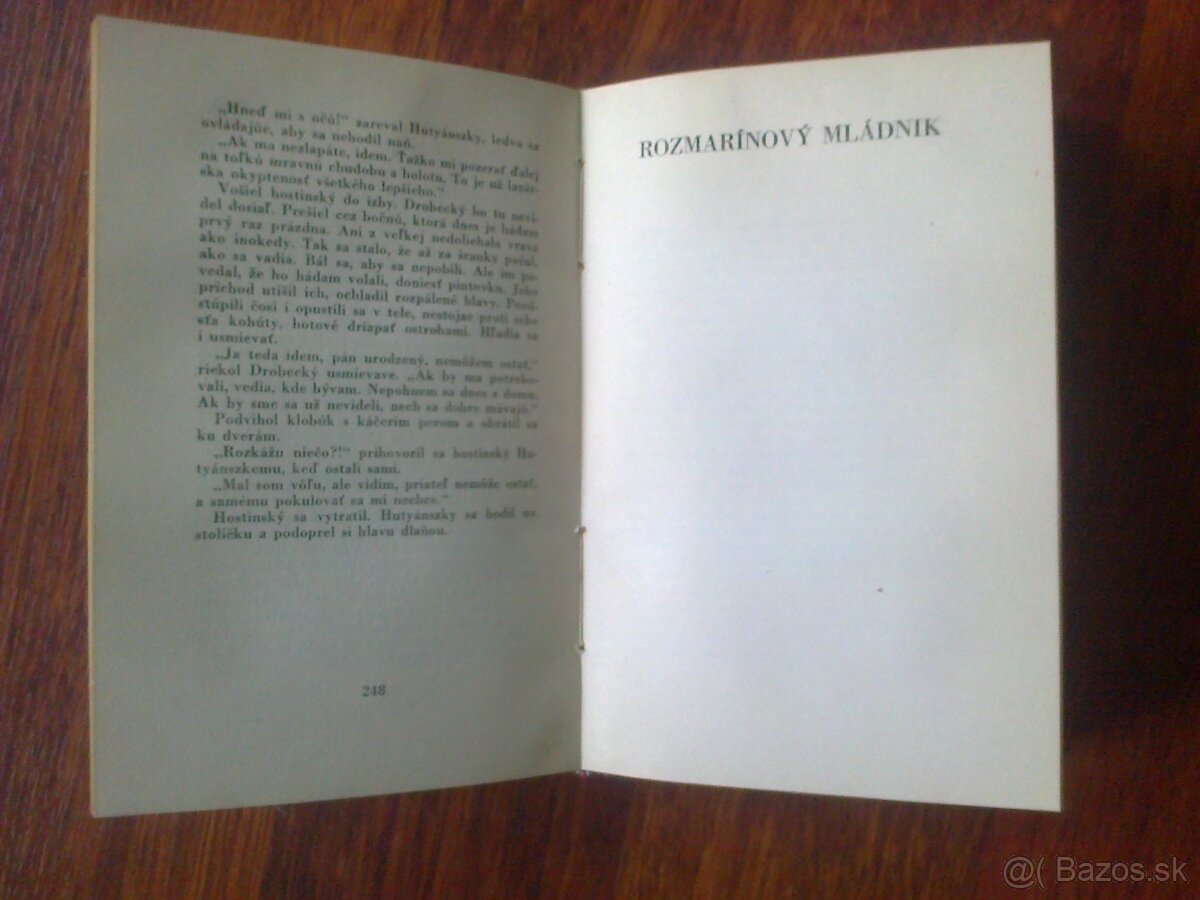 „Hneď mi s očú!“ zareval Hutyánszky, ledva sa
ovládajúc, aby sa nehodil naň.
„Ak ma nezlapáte, idem. Ťažko mi pozerať ďalej
na toľkú mravnú chudobu a holotu. To je už lazár-
ska okyptenosť všetkého lepšieho.“
Vošiel hostinský do izby. Drobecký ho tu nevi-
del dosiaľ. Prešiel cez bočnú, ktorá dnes je hádam
prvý raz prázdna. Ani z veľkej nedoliehala vrava
ako inokedy. Tak sa stalo, že až za šranky počul,
ako sa vadia. Bál sa, aby sa nepobili. Ale im po-
vedal, že ho hádam volali, doniesť pintovku. Jeho
príchod utíšil ich, ochladil rozpálené hlavy. Pood-
stúpili čosi i opustili sa v tele, nestojac proti sebe
sťa kohúty, hotové driapať ostrohami. Hľadia sa
i usmievať.
„Ja teda idem, pán urodzený, nemôžem ostať,“
riekol Drobecký usmievavé. „Ak by ma potrebo-
vali, vedia, kde bývam. Nepohnem sa dnes z domu.
Ak by sme sa už nevideli, nech sa dobre mávajú.“
Podvihol klobúk s káčerím perom a obrátil sa
ku dverám.
„Rozkážu niečo?!“ prihovoril sa hostinský Hu-
tyánszkemu, keď ostali sami.
„Mal som vôľu, ale vidím, priateľ nemôže ostať,
a samému pokulovať sa mi nechce.“
Hostinský sa vytratil. Hutyánszky sa hodil na
stoličku a podoprel si hlavu dlaňou.
248
ROZMARÍNOVÝ MLÁDNIK
@( Bazos.sk